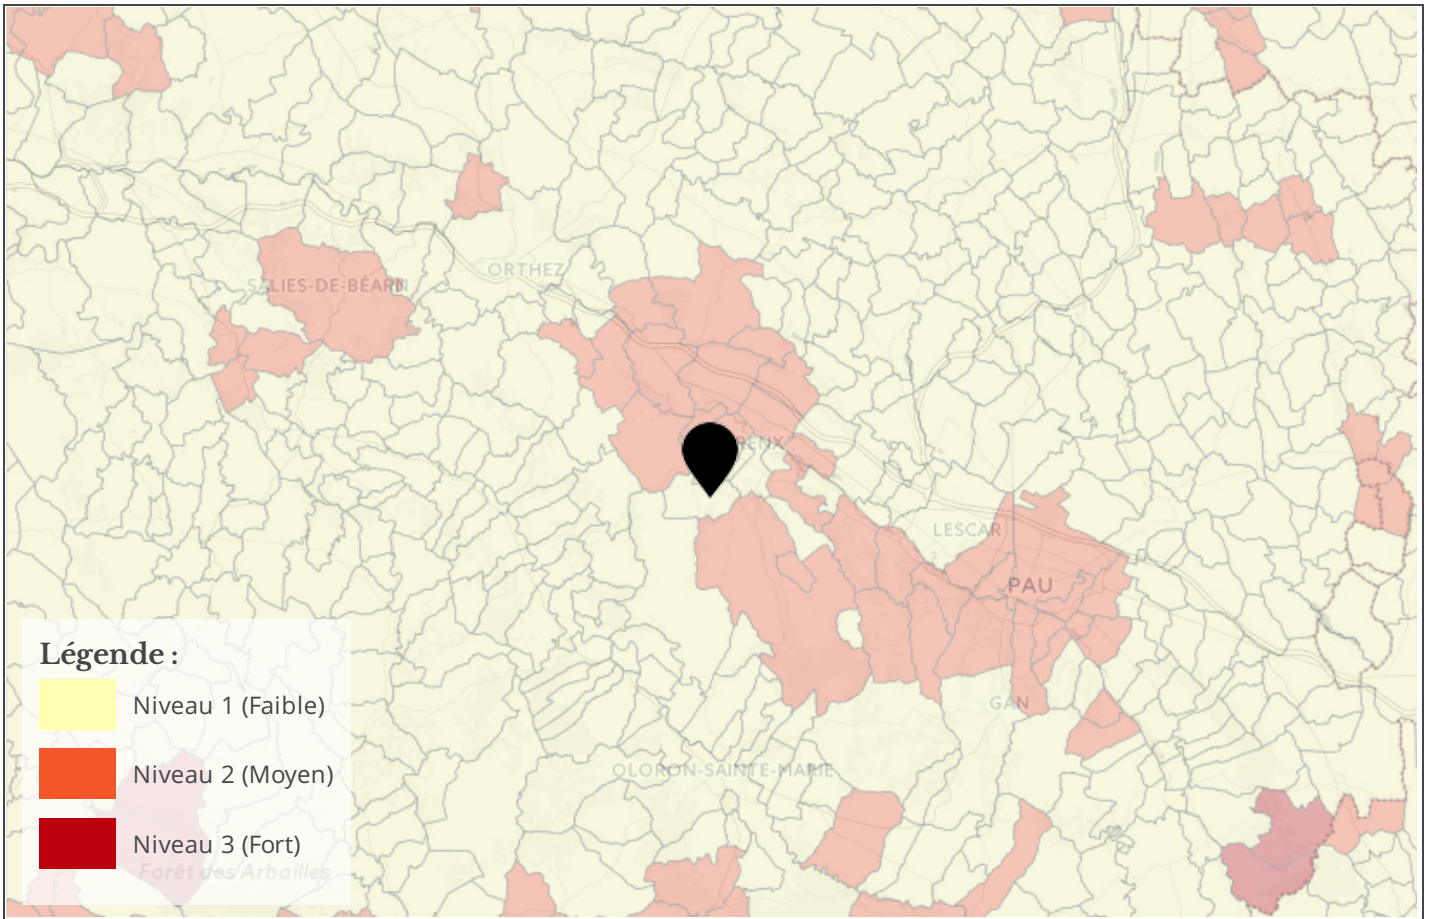 ORTHEZ
SALIES-DE-BÉARN
LESCAR
PAU
GAN
OLORON-SAINTE-MARIE
Légende :
Niveau 1 (Faible)
Niveau 2 (Moyen)
Niveau 3 (Fort)
Forêt des Arbailles